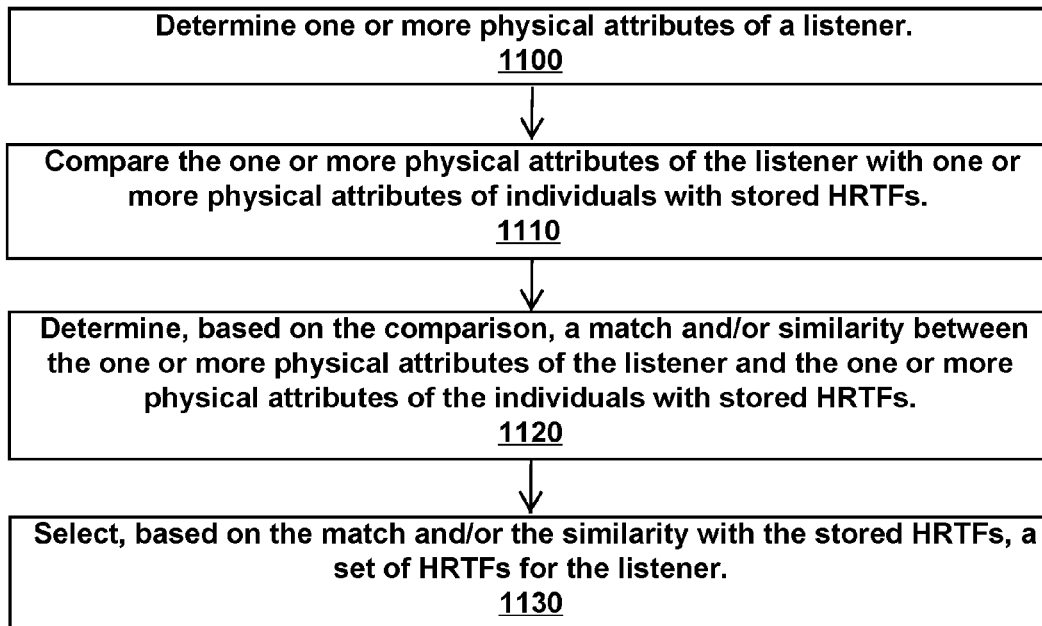 Determine one or more physical attributes of a listener.
1100
Compare the one or more physical attributes of the listener with one or
more physical attributes of individuals with stored HRTFs.
1110
Determine, based on the comparison, a match and/or similarity between
the one or more physical attributes of the listener and the one or more
physical attributes of the individuals with stored HRTFs.
1120
Select, based on the match and/or the similarity with the stored HRTFs, a
set of HRTFs for the listener.
1130